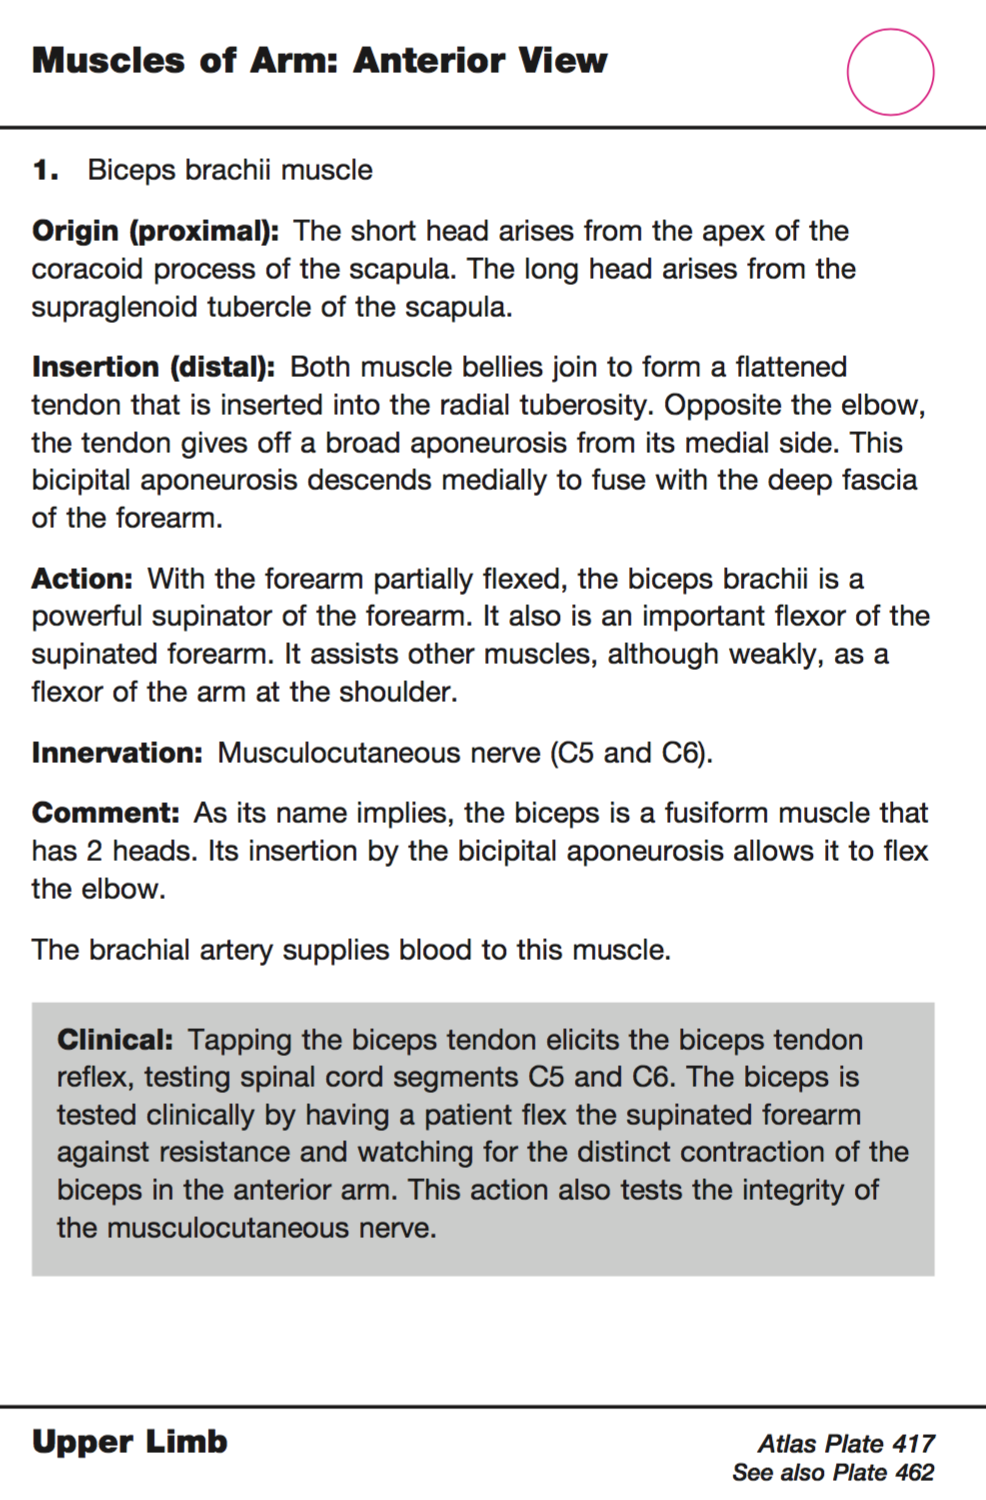 Muscles of Arm: Anterior View
1. Biceps brachii muscle
Origin (proximal): The short head arises from the apex of the
coracoid process of the scapula. The long head arises from the
supraglenoid tubercle of the scapula.
Insertion (distal): Both muscle bellies join to form a flattened
tendon that is inserted into the radial tuberosity. Opposite the elbow,
the tendon gives off a broad aponeurosis from its medial side. This
bicipital aponeurosis descends medially to fuse with the deep fascia
of the forearm.
Action: With the forearm partially flexed, the biceps brachii is a
powerful supinator of the forearm. It also is an important flexor of the
supinated forearm. It assists other muscles, although weakly, as a
flexor of the arm at the shoulder.
Innervation: Musculocutaneous nerve (C5 and C6).
Comment: As its name implies, the biceps is a fusiform muscle that
has 2 heads. Its insertion by the bicipital aponeurosis allows it to flex
the elbow.
The brachial artery supplies blood to this muscle.
Clinical: Tapping the biceps tendon elicits the biceps tendon
reflex, testing spinal cord segments C5 and C6. The biceps is
tested clinically by having a patient flex the supinated forearm
against resistance and watching for the distinct contraction of the
biceps in the anterior arm. This action also tests the integrity of
the musculocutaneous nerve.
Upper Limb
Atlas Plate 417
See also Plate 462